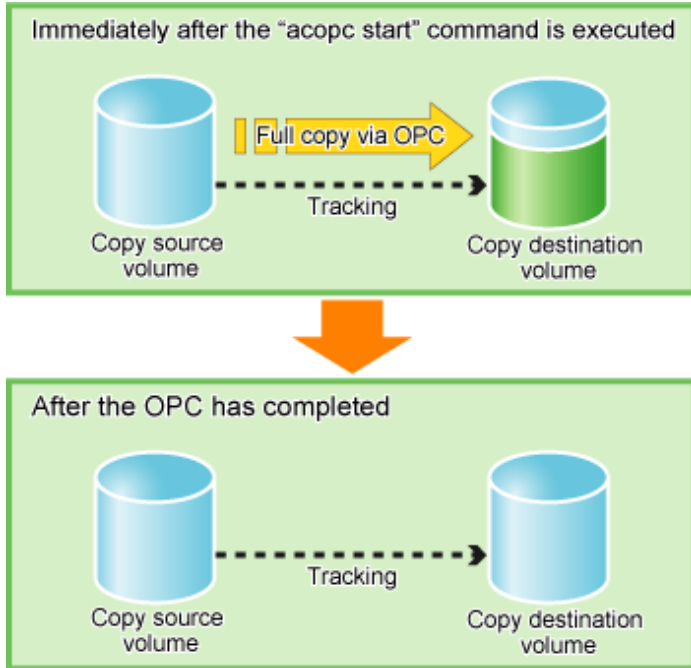 Immediately after the “acopc start” command is executed
Full copy via OPC
Tracking
Copy source
volume
Copy destination
volume
After the OPC has completed
Tracking
Copy source
volume
Copy destination
volume